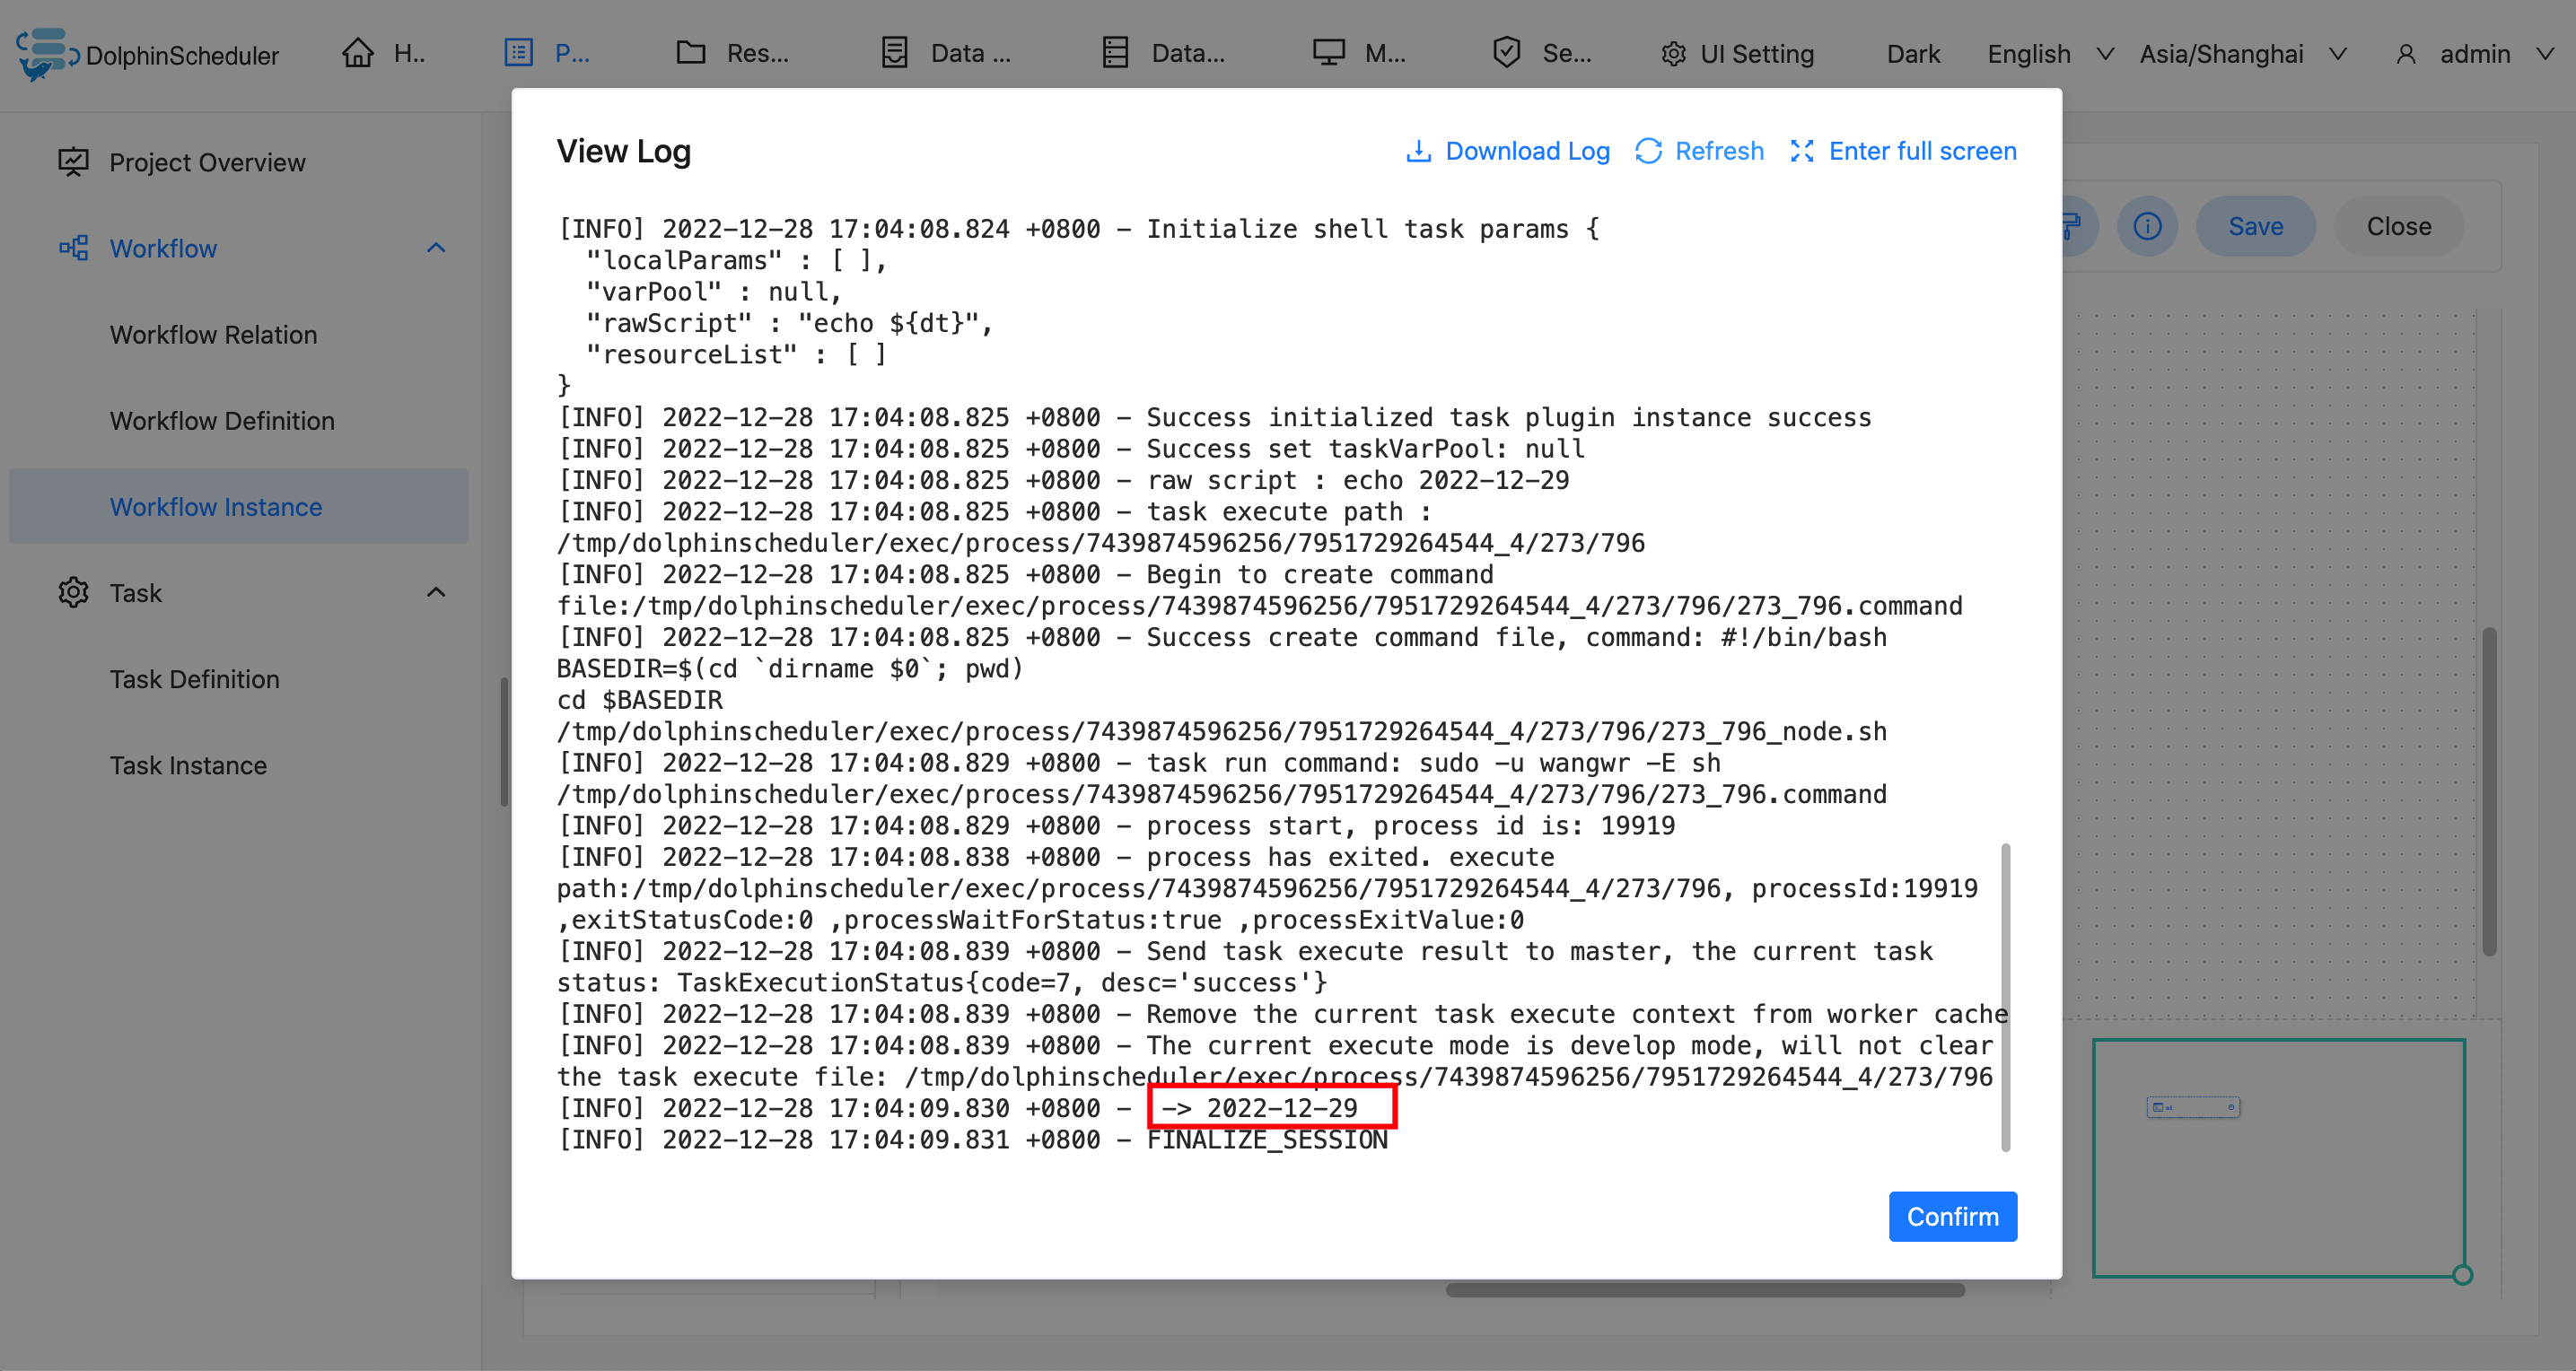 DolphinScheduler
H..
P...
Res...
Data ...
Data...
M...
Se...
UI Setting
Dark
English
Asia/Shanghai
admin
Project Overview
Workflow
Workflow Relation
Workflow Definition
Workflow Instance
Task
Task Definition
Task Instance
Save
Close
View Log
Download Log
Refresh
Enter full screen
[INFO] 2022-12-28 17:04:08.824 +0800 - Initialize shell task params {
"localParams" : [ ],
"varPool" : null,
"rawScript" : "echo ${dt}",
"resourceList" : [ ]
}
[INFO] 2022-12-28 17:04:08.825 +0800 - Success initialized task plugin instance success
[INFO] 2022-12-28 17:04:08.825 +0800 - Success set taskVarPool: null
[INFO] 2022-12-28 17:04:08.825 +0800 - raw script : echo 2022-12-29
[INFO] 2022-12-28 17:04:08.825 +0800 - task execute path :
/tmp/dolphinscheduler/exec/process/7439874596256/7951729264544_4/273/796
[INFO] 2022-12-28 17:04:08.825 +0800 - Begin to create command
file:/tmp/dolphinscheduler/exec/process/7439874596256/7951729264544_4/273/796/273_796.command
[INFO] 2022-12-28 17:04:08.825 +0800 - Success create command file, command: #!/bin/bash
BASEDIR=$(cd `dirname $0`; pwd)
cd $BASEDIR
/tmp/dolphinscheduler/exec/process/7439874596256/7951729264544_4/273/796/273_796_node.sh
[INFO] 2022-12-28 17:04:08.829 +0800 - task run command: sudo -u wangwr -E sh
/tmp/dolphinscheduler/exec/process/7439874596256/7951729264544_4/273/796/273_796.command
[INFO] 2022-12-28 17:04:08.829 +0800 - process start, process id is: 19919
[INFO] 2022-12-28 17:04:08.838 +0800 - process has exited. execute
path:/tmp/dolphinscheduler/exec/process/7439874596256/7951729264544_4/273/796, processId:19919
,exitStatusCode:0 ,processWaitForStatus:true ,processExitValue:0
[INFO] 2022-12-28 17:04:08.839 +0800 - Send task execute result to master, the current task
status: TaskExecutionStatus{code=7, desc='success'}
[INFO] 2022-12-28 17:04:08.839 +0800 - Remove the current task execute context from worker cache
[INFO] 2022-12-28 17:04:08.839 +0800 - The current execute mode is develop mode, will not clear
the task execute file: /tmp/dolphinscheduler/exec/process/7439874596256/7951729264544_4/273/796
[INFO] 2022-12-28 17:04:09.830 +0800 - -> 2022-12-29
[INFO] 2022-12-28 17:04:09.831 +0800 - FINALIZE_SESSION
Confirm